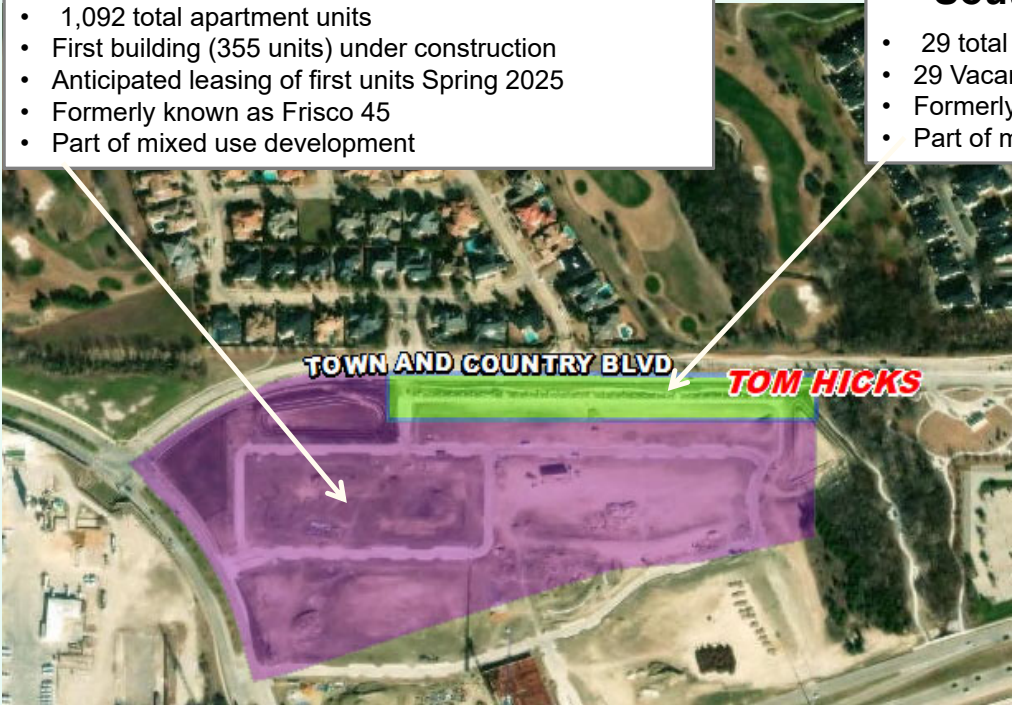 • 1,092 total apartment units
• First building (355 units) under construction
• Anticipated leasing of first units Spring 2025
• Formerly known as Frisco 45
• Part of mixed use development
• 29 total
• 29
• Formerly
• Part of
TOWN AND COUNTRY BLVD
TOM HICKS